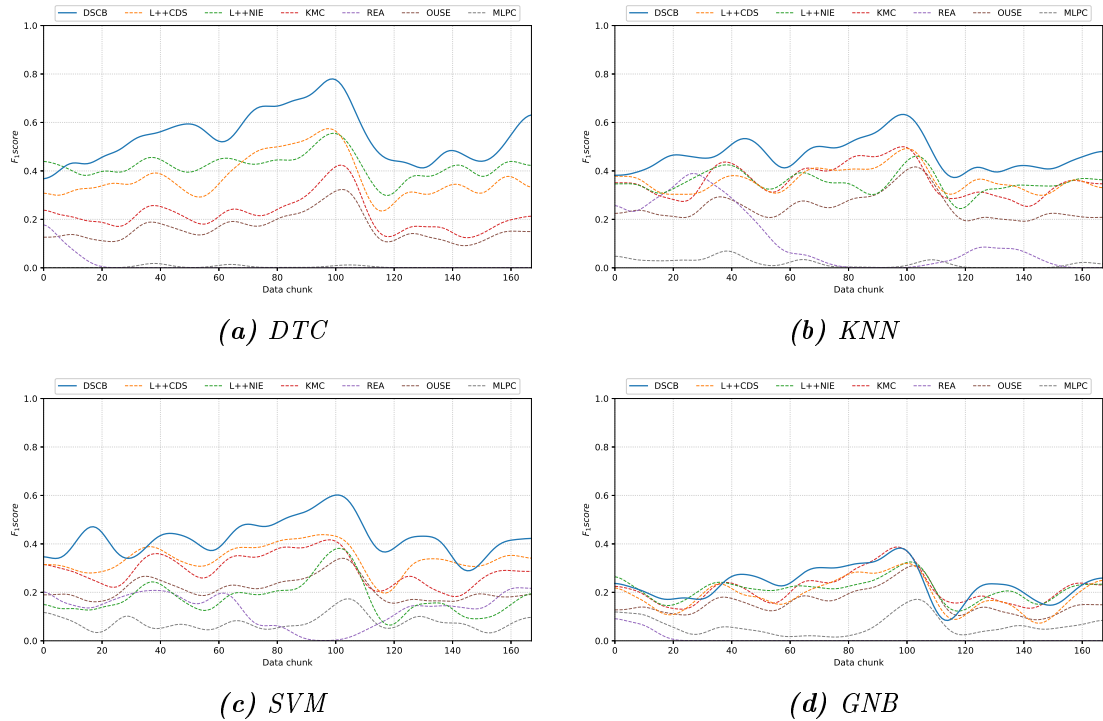 DSCB L++CDS L++NIE KMC REA OUSE MLPC
1.0
0.8
0.6
0.4
0.2
0.0
F1score
0 20 40 60 80 100 120 140 160
Data chunk
(a) DTC
DSCB L++CDS L++NIE KMC REA OUSE MLPC
1.0
0.8
0.6
0.4
0.2
0.0
F1score
0 20 40 60 80 100 120 140 160
Data chunk
(b) KNN
DSCB L++CDS L++NIE KMC REA OUSE MLPC
1.0
0.8
0.6
0.4
0.2
0.0
F1score
0 20 40 60 80 100 120 140 160
Data chunk
(c) SVM
DSCB L++CDS L++NIE KMC REA OUSE MLPC
1.0
0.8
0.6
0.4
0.2
0.0
F1score
0 20 40 60 80 100 120 140 160
Data chunk
(d) GNB